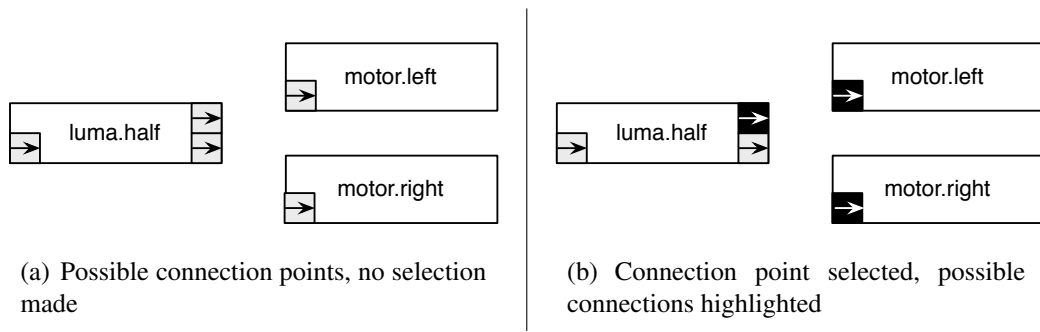 motor.left
luma.half
motor.right
(a) Possible connection points, no selection
made
motor.left
luma.half
motor.right
(b) Connection point selected, possible
connections highlighted